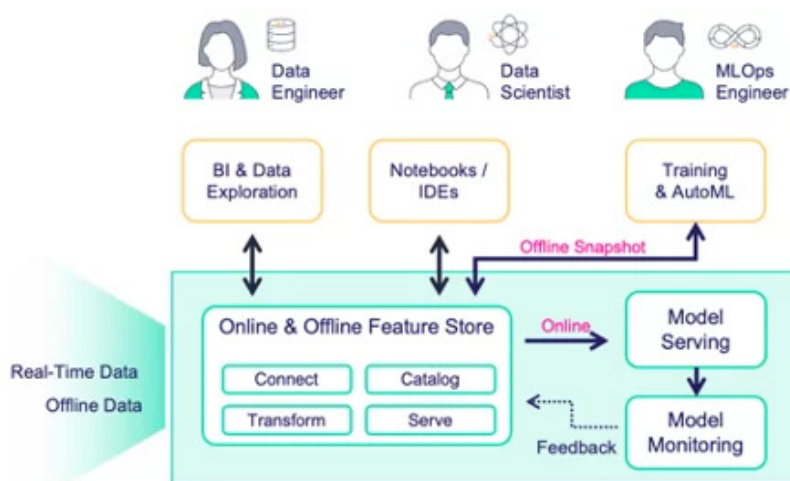 Data
Engineer
Data
Scientist
MLOps
Engineer
BI & Data
Exploration
Notebooks /
IDEs
Training
& AutoML
Offline Snapshot
Online & Offline Feature Store
Online
Model
Serving
Real-Time Data
Offline Data
Connect
Catalog
Transform
Serve
Feedback
Model
Monitoring